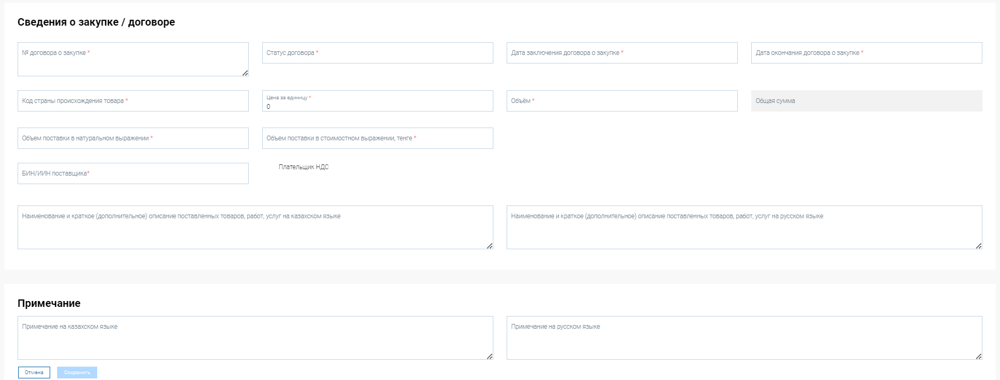 Сведения о закупке / договоре
№ договора о закупке *
Статус договора *
Дата заключения договора о закупке *
Дата окончания договора о закупке *
Код страны происхождения товара *
Цена за единицу *
0
Объём *
Общая сумма
Объем поставки в натуральном выражении *
Объем поставки в стоимостном выражении, тенге *
БИН/ИИН поставщика*
Плательщик НДС
Наименование и краткое (дополнительное) описание поставленных товаров, работ, услуг на казахском языке
Наименование и краткое (дополнительное) описание поставленных товаров, работ, услуг на русском языке
Примечание
Примечание на казахском языке
Примечание на русском языке
Отмена
Сохранить